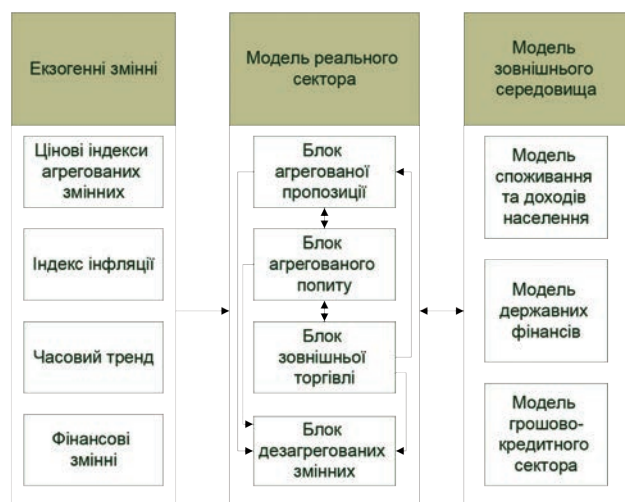 Екзогенні змінні
Цінові індекси
агрегованих
змінних
Індекс інфляції
Часовий тренд
Фінансові
змінні
Модель реального
сектора
Блок
агрегованої
пропозиції
Блок
агрегованого
попиту
Блок
зовнішньої
торгівлі
Блок
дезагрегованих
змінних
Модель
зовнішнього
середовища
Модель
споживання
та доходів
населення
Модель
державних
фінансів
Модель
грошово-
кредитного
сектора